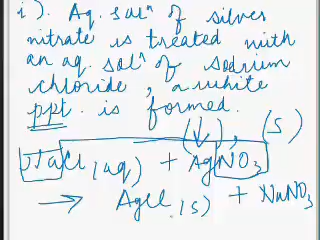 i). Aq. solⁿ of silver
nitrate is treated with
an aq. solⁿ of sodium
chloride, a white
ppt. is formed.
(↓), (s)
NaCl (aq) + AgNO₃
→ AgCl (s) + NaNO₃